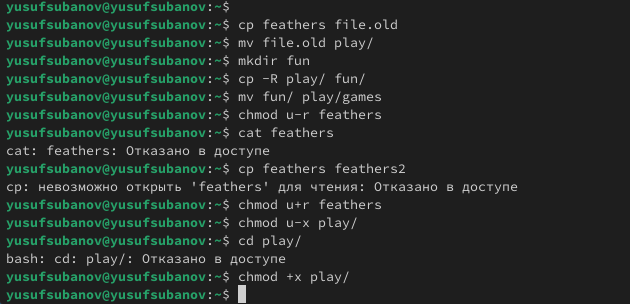 yusufsubanov@yusufsubanov:~$
yusufsubanov@yusufsubanov:~$ cp feathers file.old
yusufsubanov@yusufsubanov:~$ mv file.old play/
yusufsubanov@yusufsubanov:~$ mkdir fun
yusufsubanov@yusufsubanov:~$ cp -R play/ fun/
yusufsubanov@yusufsubanov:~$ mv fun/ play/games
yusufsubanov@yusufsubanov:~$ chmod u-r feathers
yusufsubanov@yusufsubanov:~$ cat feathers
cat: feathers: Отказано в доступе
yusufsubanov@yusufsubanov:~$ cp feathers feathers2
cp: невозможно открыть 'feathers' для чтения: Отказано в доступе
yusufsubanov@yusufsubanov:~$ chmod u+r feathers
yusufsubanov@yusufsubanov:~$ chmod u-x play/
yusufsubanov@yusufsubanov:~$ cd play/
bash: cd: play/: Отказано в доступе
yusufsubanov@yusufsubanov:~$ chmod +x play/
yusufsubanov@yusufsubanov:~$